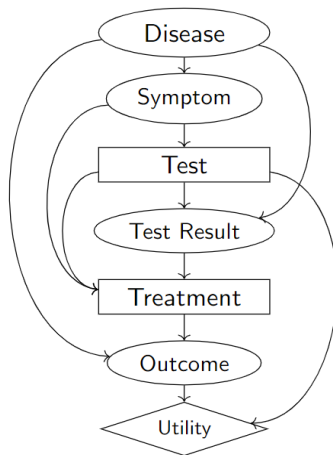 Disease
Symptom
Test
Test Result
Treatment
Outcome
Utility